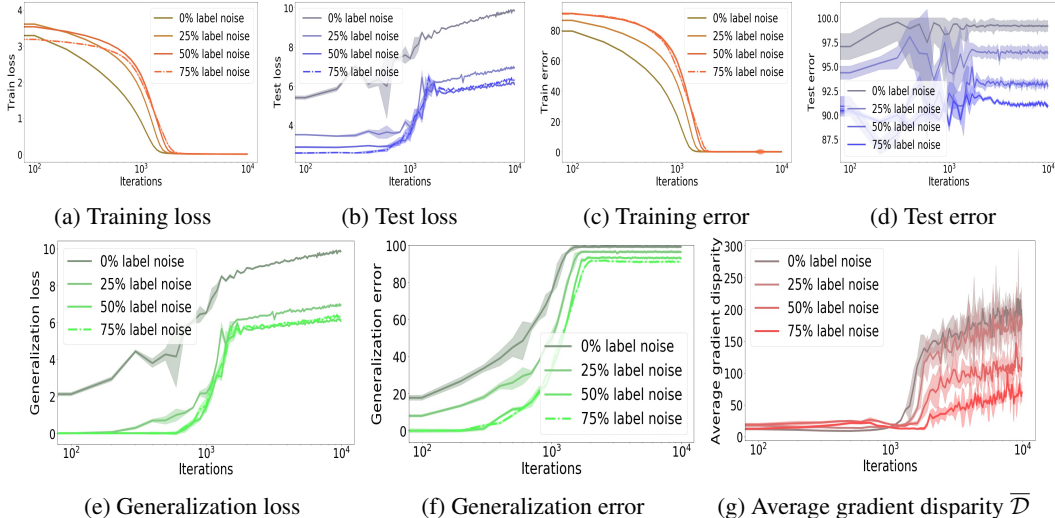 4
3
2
1
0
Train loss
0% label noise
25% label noise
50% label noise
75% label noise
10²
10³
10⁴
Iterations
(a) Training loss
10
8
6
4
Test loss
0% label noise
25% label noise
50% label noise
75% label noise
10²
10³
10⁴
Iterations
(b) Test loss
100
80
60
40
20
0
Train error
0% label noise
25% label noise
50% label noise
75% label noise
10²
10³
10⁴
Iterations
(c) Training error
100.0
97.5
95.0
92.5
90.0
87.5
Test error
0% label noise
25% label noise
50% label noise
75% label noise
10²
10³
10⁴
Iterations
(d) Test error
10
8
6
4
2
0
Generalization loss
0% label noise
25% label noise
50% label noise
75% label noise
10²
10³
10⁴
Iterations
(e) Generalization loss
100
80
60
40
20
0
Generalization error
0% label noise
25% label noise
50% label noise
75% label noise
10²
10³
10⁴
Iterations
(f) Generalization error
300
250
200
150
100
50
0
Average gradient disparity
0% label noise
25% label noise
50% label noise
75% label noise
10²
10³
10⁴
Iterations
(g) Average gradient disparity 𝒟̅